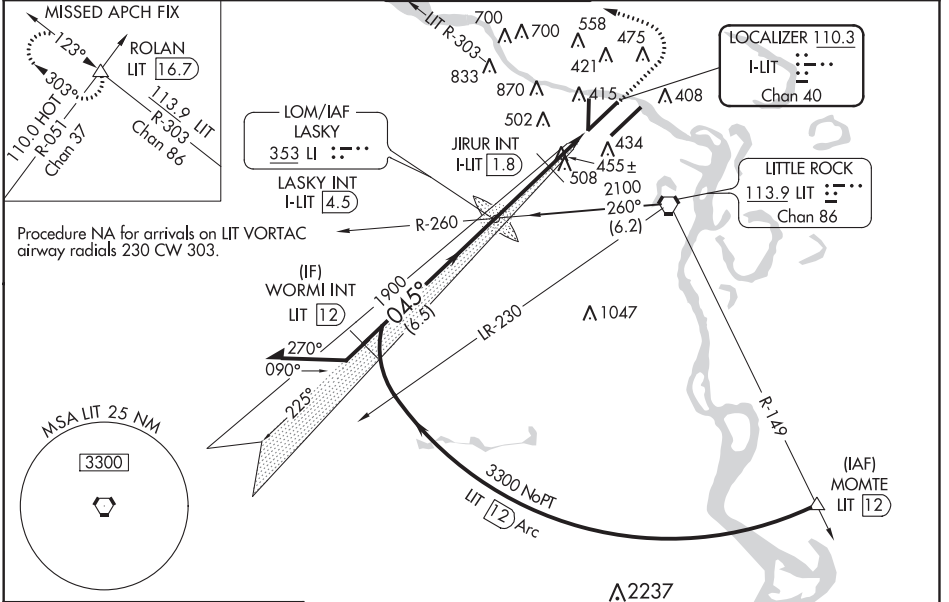 MISSED APCH FIX
123°
ROLAN
LIT 16.7
303°
110.0 HOT
R-051
Chan 37
113.9 LIT
R-303
Chan 86
LIT R-303
700
700
558
475
421
833
870
415
408
502
434
LOCALIZER 110.3
I-LIT
Chan 40
LOM/IAF
LASKY
353 LI
LASKY INT
I-LIT 4.5
JIRUR INT
I-LIT 1.8
455±
508
2100
260°
(6.2)
R-260
LITTLE ROCK
113.9 LIT
Chan 86
Procedure NA for arrivals on LIT VORTAC
airway radials 230 CW 303.
(IF)
WORMI INT
LIT 12
1900
045°
(6.5)
LR-230
1047
270°
090°
225°
R-149
MSA LIT 25 NM
3300
3300 NoPT
LIT 12 Arc
(IAF)
MOMTE
LIT 12
2237